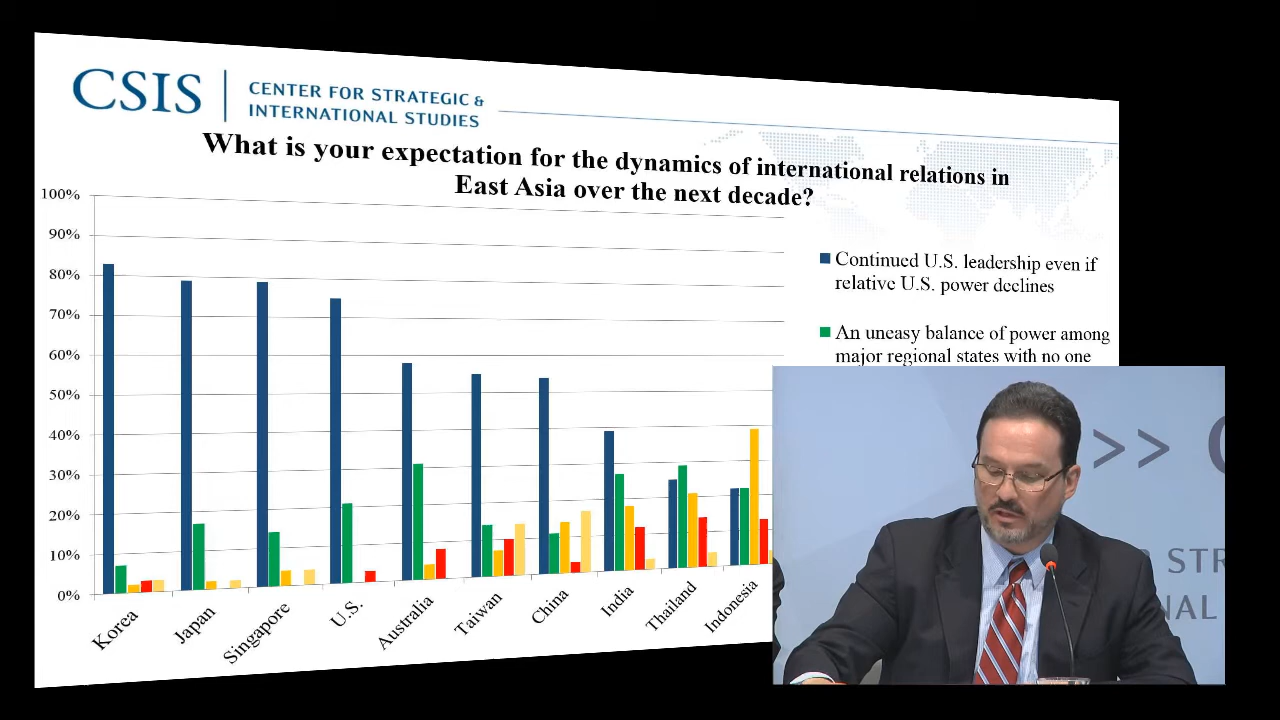 CSIS
CENTER FOR STRATEGIC &
INTERNATIONAL STUDIES
What is your expectation for the dynamics of international relations in
East Asia over the next decade?
100%
90%
80%
70%
60%
50%
40%
30%
20%
10%
0%
Korea
Japan
Singapore
U.S.
Australia
Taiwan
China
India
Thailand
Indonesia
Continued U.S. leadership even if
relative U.S. power declines
An uneasy balance of power among
major regional states with no one
>> C
STR
NAL